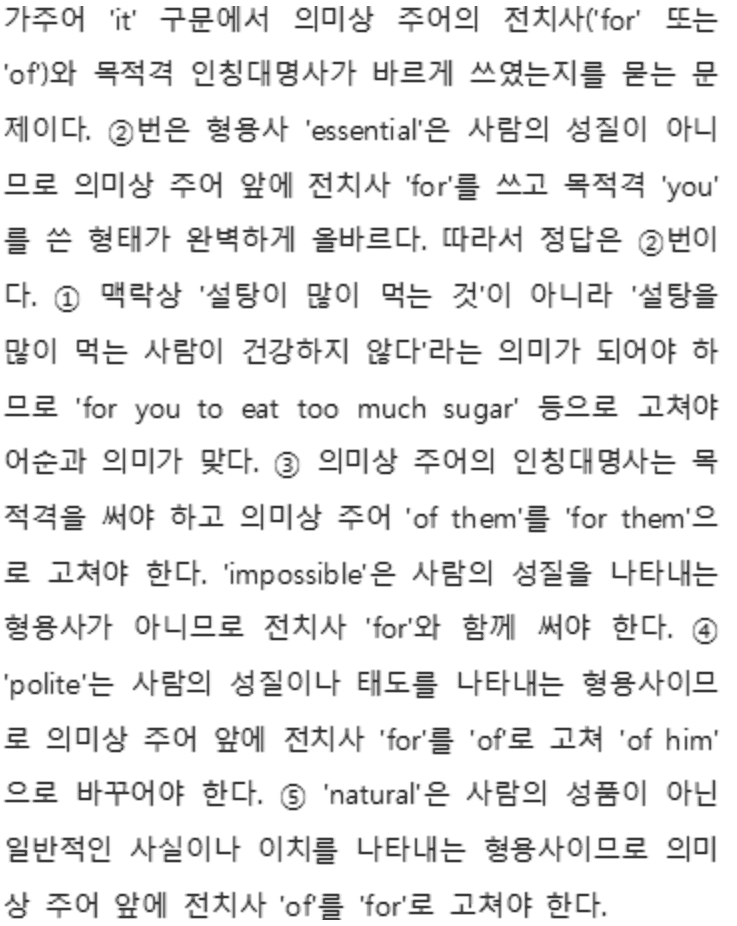 가주어 'it' 구문에서 의미상 주어의 전치사('for' 또는
'of')와 목적격 인칭대명사가 바르게 쓰였는지를 묻는 문
제이다. ②번은 형용사 'essential'은 사람의 성질이 아니
므로 의미상 주어 앞에 전치사 'for'를 쓰고 목적격 'you'
를 쓴 형태가 완벽하게 올바르다. 따라서 정답은 ②번이
다. ① 맥락상 '설탕이 많이 먹는 것'이 아니라 '설탕을
많이 먹는 사람이 건강하지 않다'라는 의미가 되어야 하
므로 'for you to eat too much sugar' 등으로 고쳐야
어순과 의미가 맞다. ③ 의미상 주어의 인칭대명사는 목
적격을 써야 하고 의미상 주어 'of them'를 'for them'으
로 고쳐야 한다. 'impossible'은 사람의 성질을 나타내는
형용사가 아니므로 전치사 'for'와 함께 써야 한다. ④
'polite'는 사람의 성질이나 태도를 나타내는 형용사이므
로 의미상 주어 앞에 전치사 'for'를 'of'로 고쳐 'of him'
으로 바꾸어야 한다. ⑤ 'natural'은 사람의 성품이 아닌
일반적인 사실이나 이치를 나타내는 형용사이므로 의미
상 주어 앞에 전치사 'of'를 'for'로 고쳐야 한다.